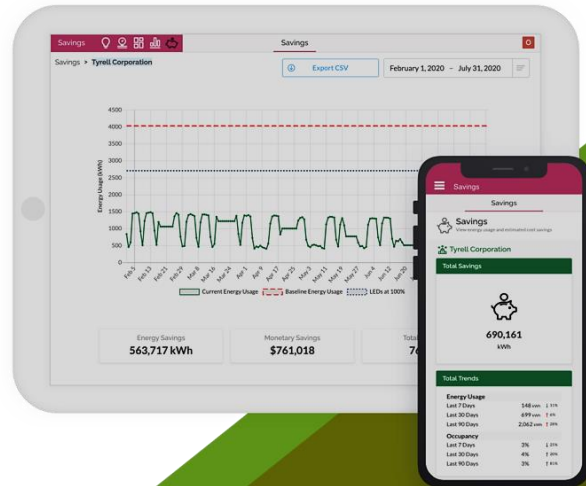 Savings
Savings
Savings > Tyrell Corporation
Export CSV
February 1, 2020 – July 31, 2020
4500
4000
3500
3000
2500
2000
1500
1000
500
0
Energy Usage (kWh)
Feb 5
Feb 13
Feb 21
Feb 29
Mar 8
Mar 16
Mar 24
Apr 1
Apr 9
Apr 17
Apr 25
May 3
May 11
May 19
May 27
Jun 4
Jun 12
Jun 20
Current Energy Usage
Baseline Energy Usage
LEDs at 100%
Energy Savings
563,717 kWh
Monetary Savings
$761,018
Total
Savings
Savings
Savings
View energy usage and estimated cost savings
Tyrell Corporation
Total Savings
690,161
kWh
Total Trends
Energy Usage
Last 7 Days 148 kWh
Last 30 Days 699 kWh
Last 90 Days 2,062 kWh
Occupancy
Last 7 Days 3%
Last 30 Days 4%
Last 90 Days 3%